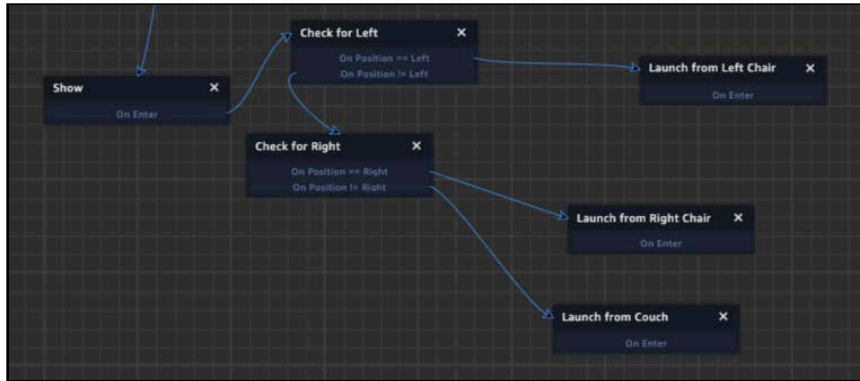 Check for Left ✕
On Position == Left
On Position != Left
Launch from Left Chair ✕
On Enter
Show ✕
On Enter
Check for Right ✕
On Position == Right
On Position != Right
Launch from Right Chair ✕
On Enter
Launch from Couch ✕
On Enter